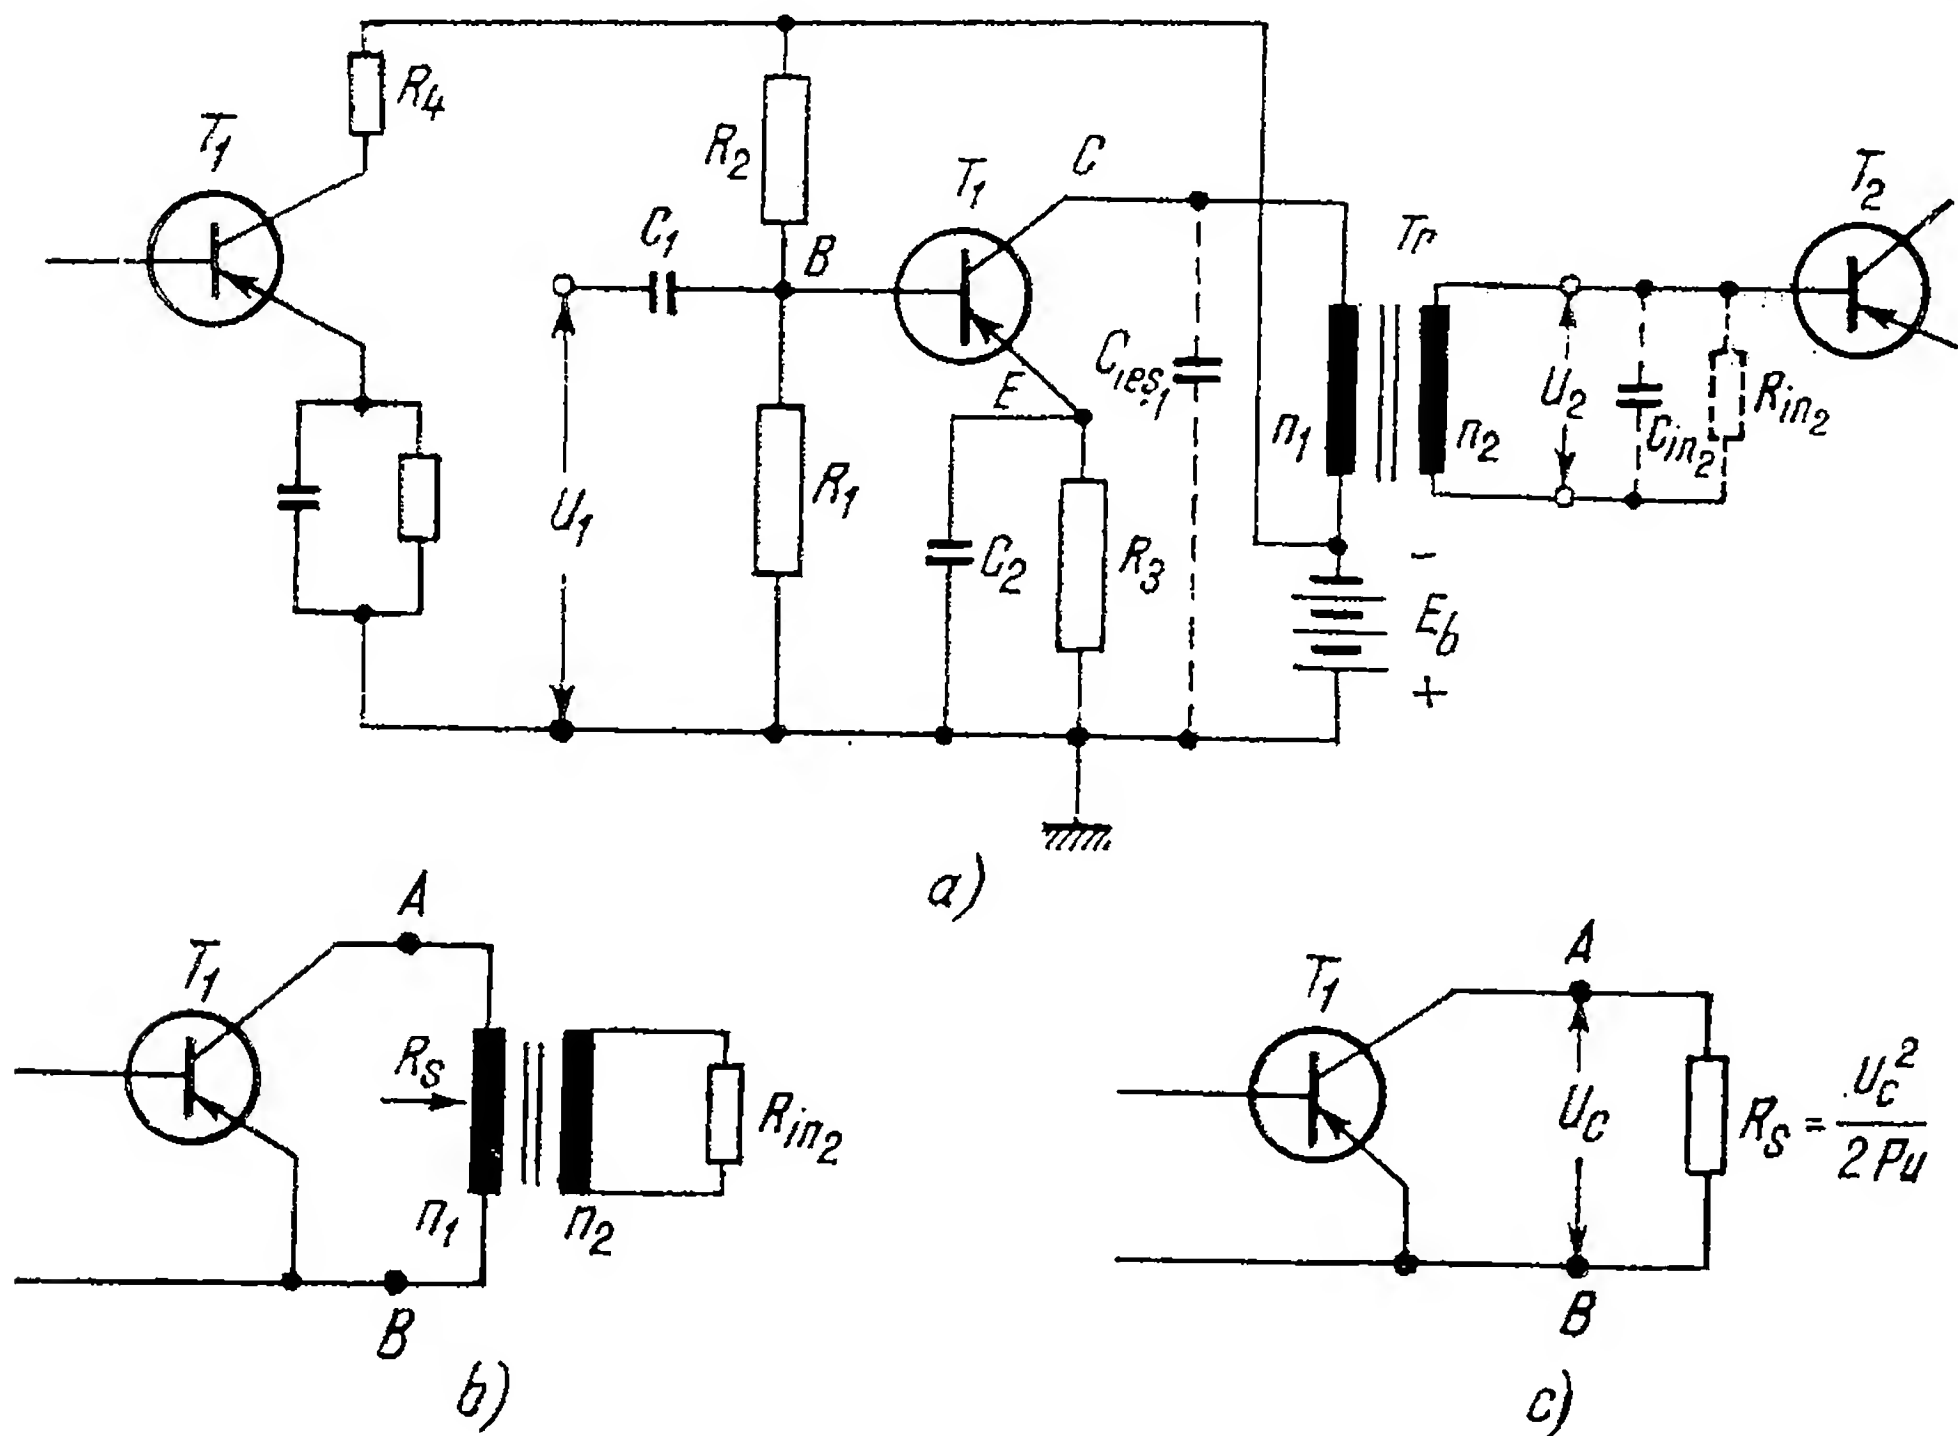 R4
T1
R2
T1
C
T2
C1
B
Tr
E
Cies1
n1
n2
U2
Cin2
Rin2
U1
R1
C2
R3
-
Eb
+
a)
A
T1
Rs
Rin2
n1
n2
B
b)
A
T1
Uc
Rs = Uc² / 2Pu
B
c)